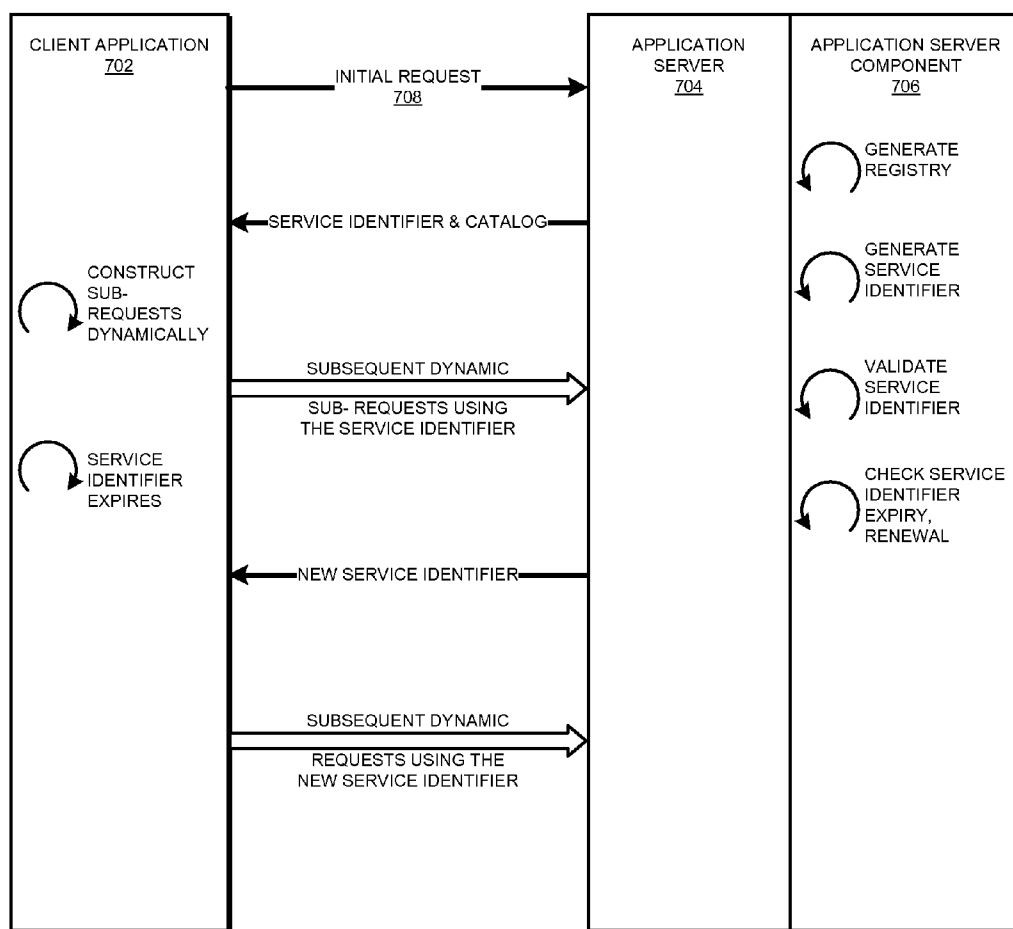 CLIENT APPLICATION
702
INITIAL REQUEST
708
APPLICATION
SERVER
704
APPLICATION SERVER
COMPONENT
706
GENERATE
REGISTRY
SERVICE IDENTIFIER & CATALOG
GENERATE
SERVICE
IDENTIFIER
CONSTRUCT
SUB-
REQUESTS
DYNAMICALLY
SUBSEQUENT DYNAMIC
SUB- REQUESTS USING
THE SERVICE IDENTIFIER
VALIDATE
SERVICE
IDENTIFIER
SERVICE
IDENTIFIER
EXPIRES
CHECK SERVICE
IDENTIFIER
EXPIRY,
RENEWAL
NEW SERVICE IDENTIFIER
SUBSEQUENT DYNAMIC
REQUESTS USING THE
NEW SERVICE IDENTIFIER